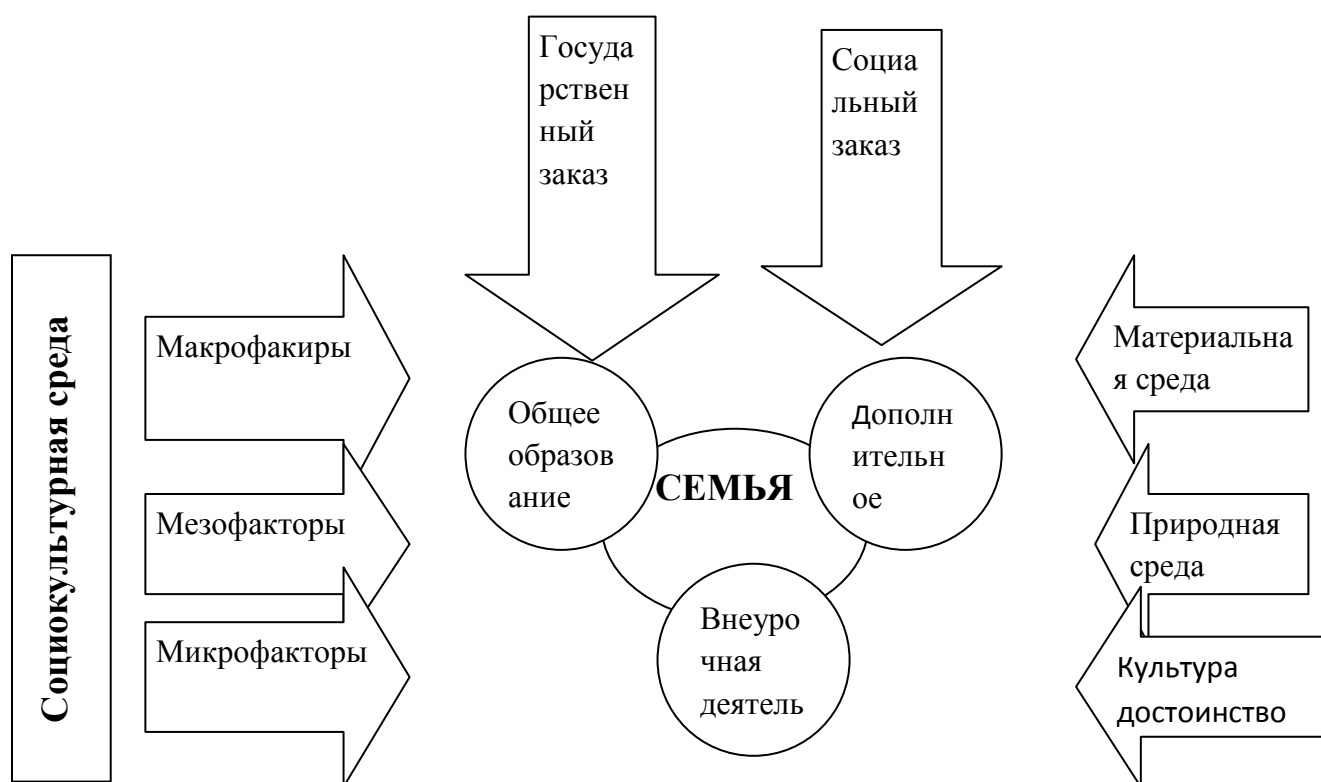 Госуда
рствен
ный
заказ
Социа
льный
заказ
Социокультурная среда
Макрофакиры
Мезофакторы
Микрофакторы
Общее
образов
ание
СЕМЬЯ
Дополн
ительн
ое
Внеуро
чная
деятель
Материальна
я среда
Природная
среда
Культура
достоинство